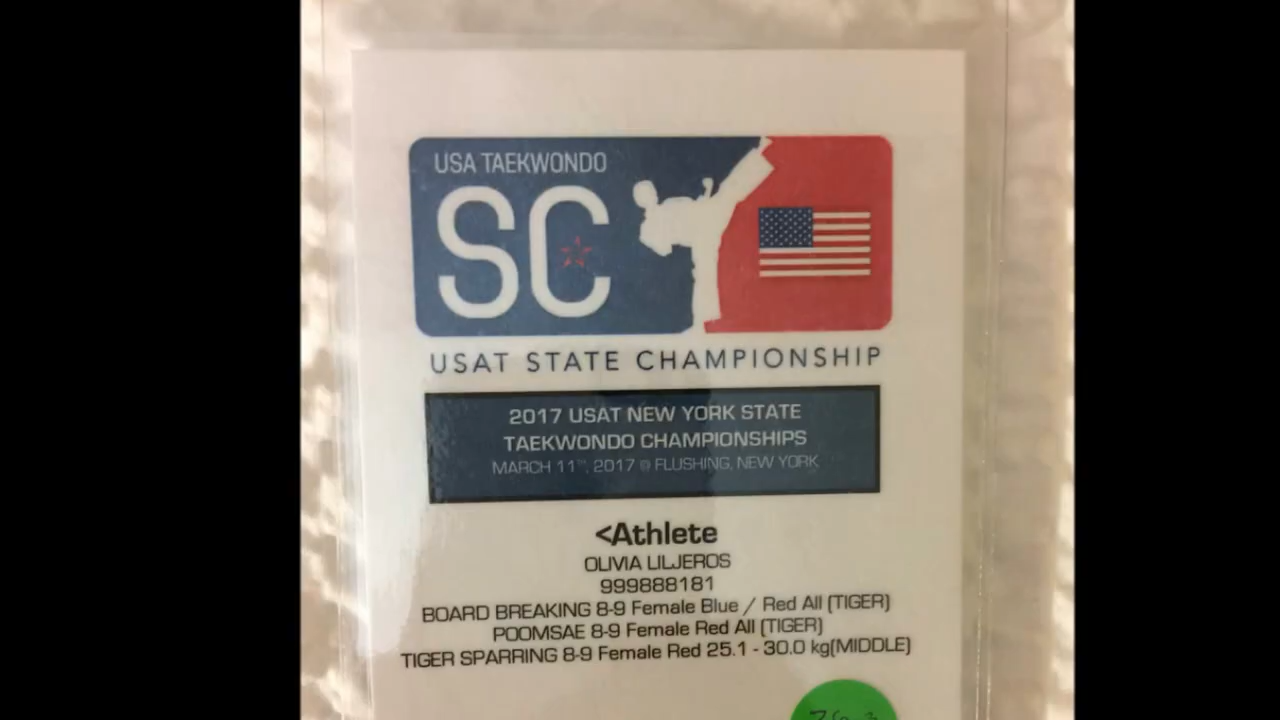 USA TAEKWONDO
SC
USAT STATE CHAMPIONSHIP
2017 USAT NEW YORK STATE
TAEKWONDO CHAMPIONSHIPS
MARCH 11TH, 2017 @ FLUSHING, NEW YORK
<Athlete
OLIVIA LILJEROS
999888181
BOARD BREAKING 8-9 Female Blue / Red All (TIGER)
POOMSAE 8-9 Female Red All (TIGER)
TIGER SPARRING 8-9 Female Red 25.1 - 30.0 kg(MIDDLE)